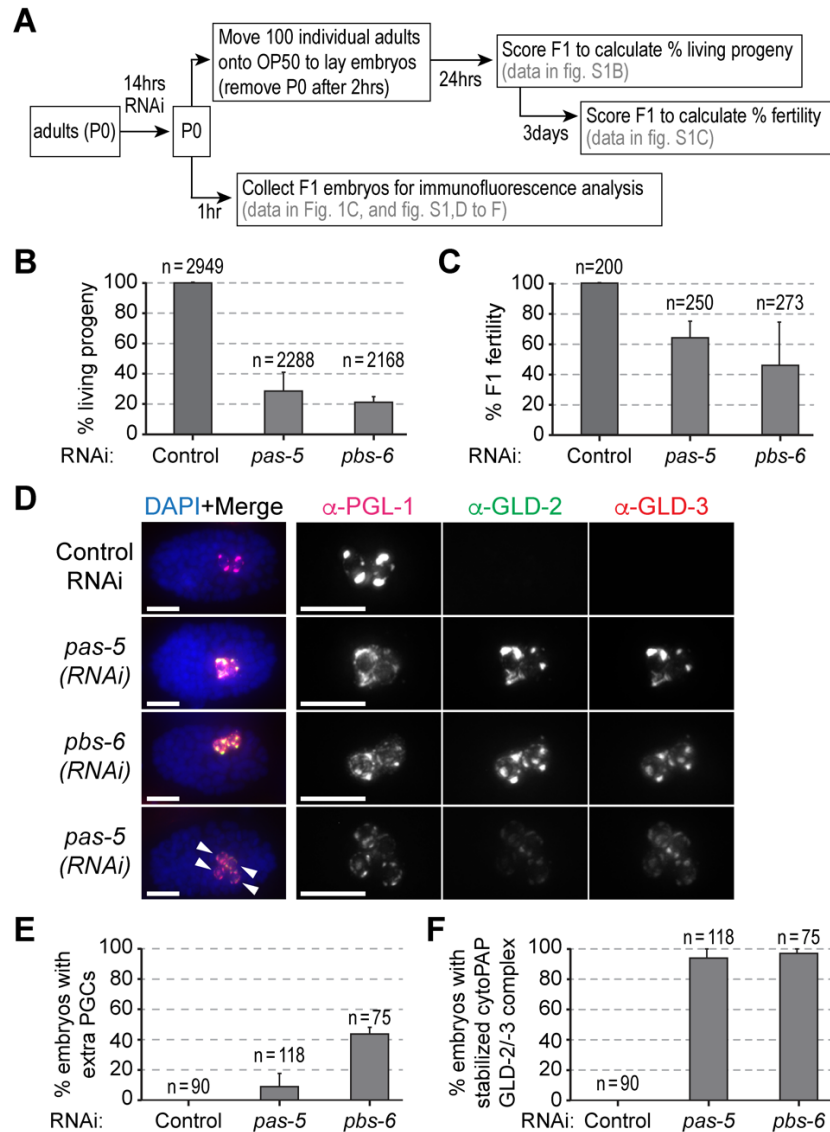 A
adults (P0)
14hrs
RNAi
P0
Move 100 individual adults
onto OP50 to lay embryos
(remove P0 after 2hrs)
24hrs
Score F1 to calculate % living progeny
(data in fig. S1B)
3days
Score F1 to calculate % fertility
(data in fig. S1C)
1hr
Collect F1 embryos for immunofluorescence analysis
(data in Fig. 1C, and fig. S1,D to F)
B
% living progeny
100
80
60
40
20
0
n=2949
n=2288
n=2168
RNAi: Control pas-5 pbs-6
C
% F1 fertility
100
80
60
40
20
0
n=200
n=250
n=273
RNAi: Control pas-5 pbs-6
D
DAPI+Merge α-PGL-1 α-GLD-2 α-GLD-3
Control
RNAi
pas-5
(RNAi)
pbs-6
(RNAi)
pas-5
(RNAi)
E
% embryos with
extra PGCs
100
80
60
40
20
0
n=90
n=118
n=75
RNAi: Control pas-5 pbs-6
F
% embryos with
stabilized cytoPAP
GLD-2/-3 complex
100
80
60
40
20
0
n=90
n=118
n=75
RNAi: Control pas-5 pbs-6